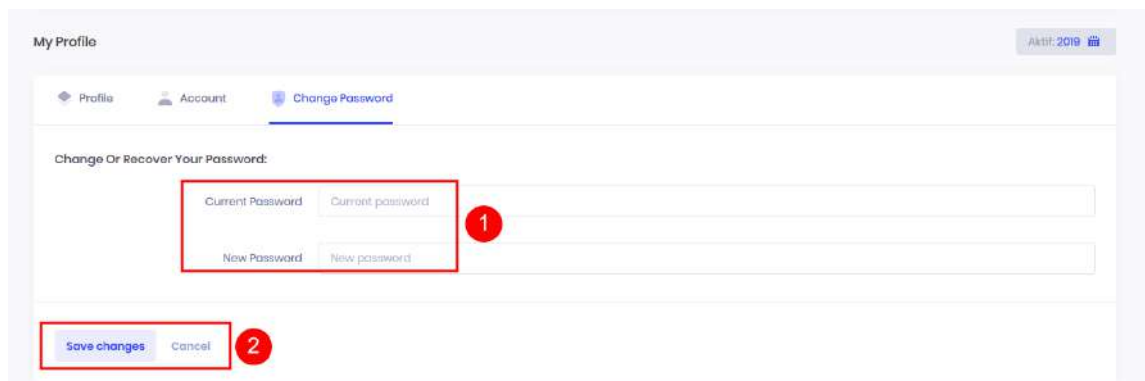 My Profile
Aktif: 2019
Profile
Account
Change Password
Change Or Recover Your Password:
Current Password
Current password
1
New Password
New password
Save changes
Cancel
2